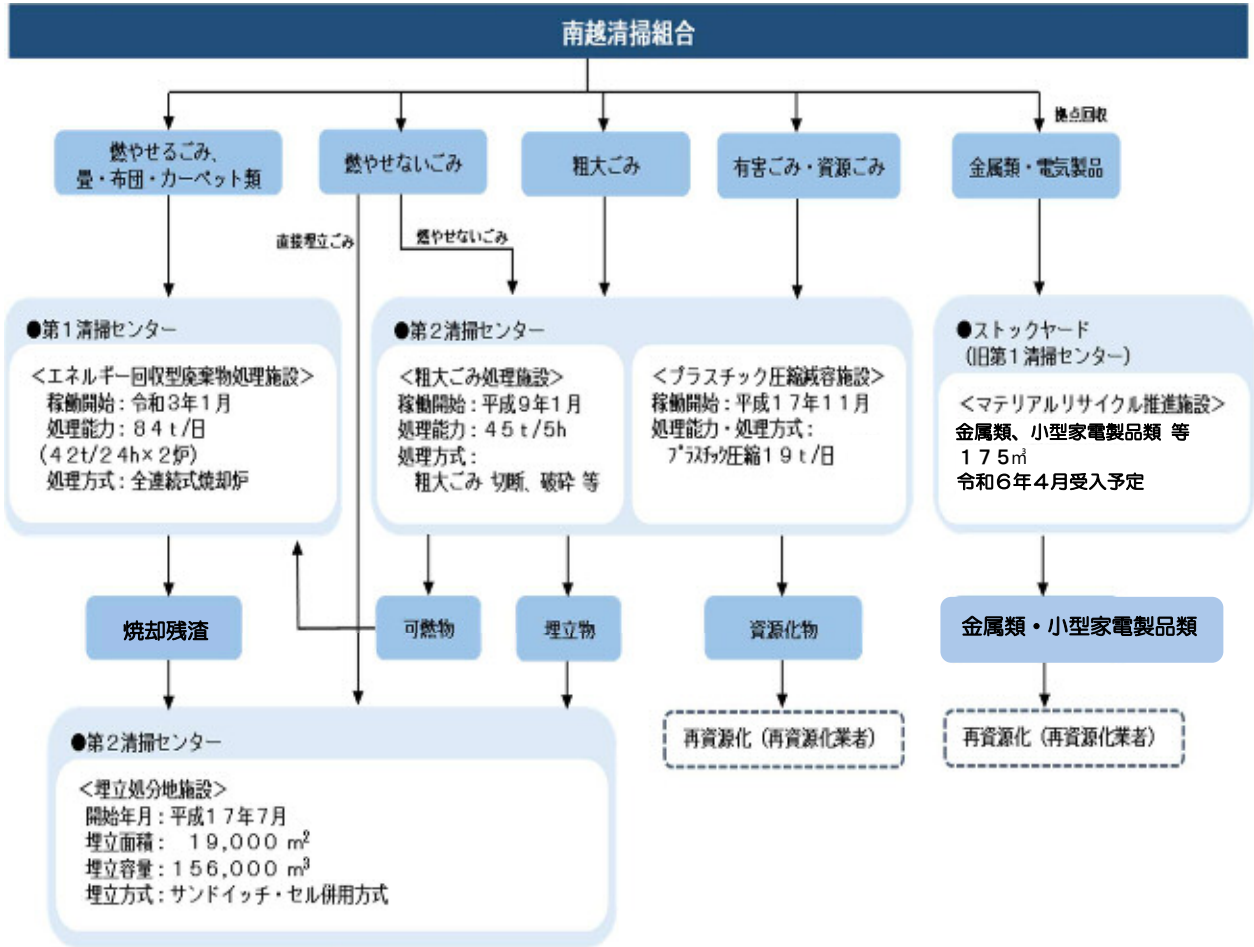 南越清掃組合
拠点回収
燃やせるごみ、
畳・布団・カーペット類
燃やせないごみ
粗大ごみ
有害ごみ・資源ごみ
金属類・電気製品
直接埋立ごみ
燃やせないごみ
●第1清掃センター
<エネルギー回収型廃棄物処理施設>
稼働開始:令和3年1月
処理能力:84t/日
(42t/24h×2炉)
処理方式:全連続式焼却炉
●第2清掃センター
<粗大ごみ処理施設>
稼働開始:平成9年1月
処理能力:45t/5h
処理方式:
粗大ごみ 切断、破砕 等
<プラスチック圧縮減容施設>
稼働開始:平成17年11月
処理能力・処理方式:
プラスチック圧縮19t/日
●ストックヤード
(旧第1清掃センター)
<マテリアルリサイクル推進施設>
金属類、小型家電製品類 等
175㎡
令和6年4月受入予定
焼却残渣
可燃物
埋立物
資源化物
金属類・小型家電製品類
再資源化(再資源化業者)
再資源化(再資源化業者)
●第2清掃センター
<埋立処分地施設>
開始年月:平成17年7月
埋立面積: 19,000 m²
埋立容量:156,000 m³
埋立方式:サンドイッチ・セル併用方式